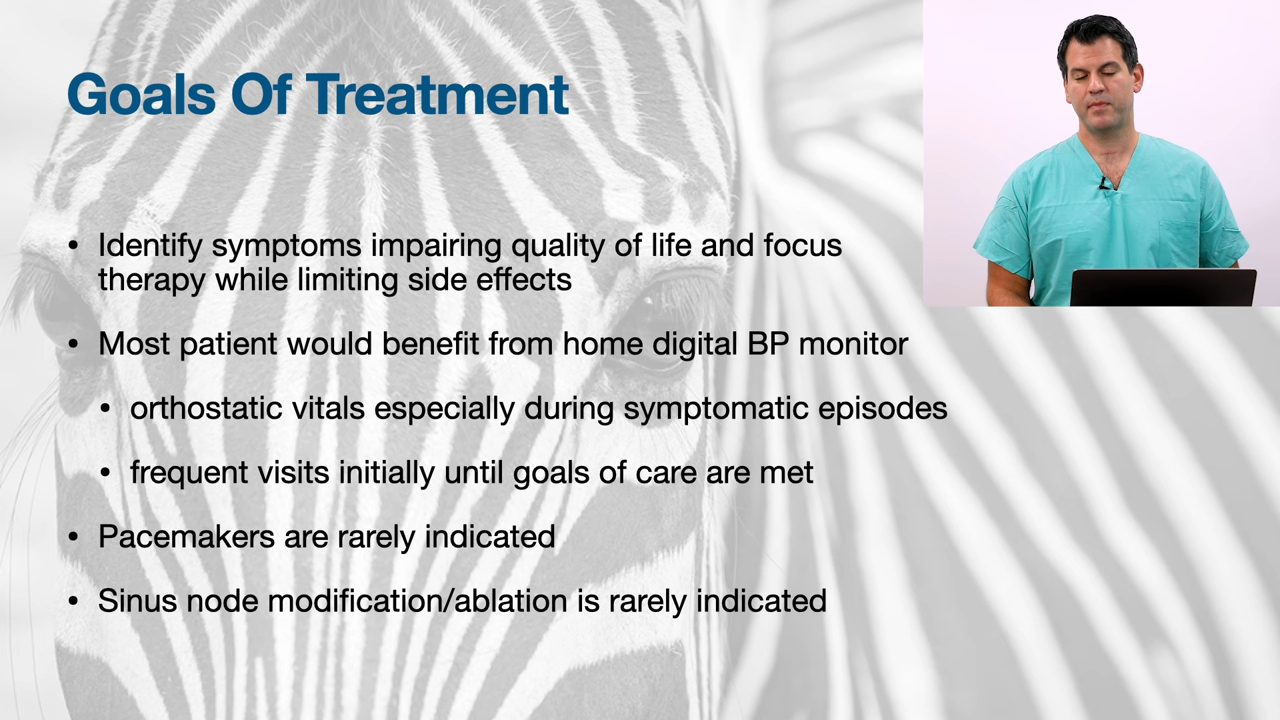 Goals Of Treatment
• Identify symptoms impairing quality of life and focus
therapy while limiting side effects
• Most patient would benefit from home digital BP monitor
• orthostatic vitals especially during symptomatic episodes
• frequent visits initially until goals of care are met
• Pacemakers are rarely indicated
• Sinus node modification/ablation is rarely indicated